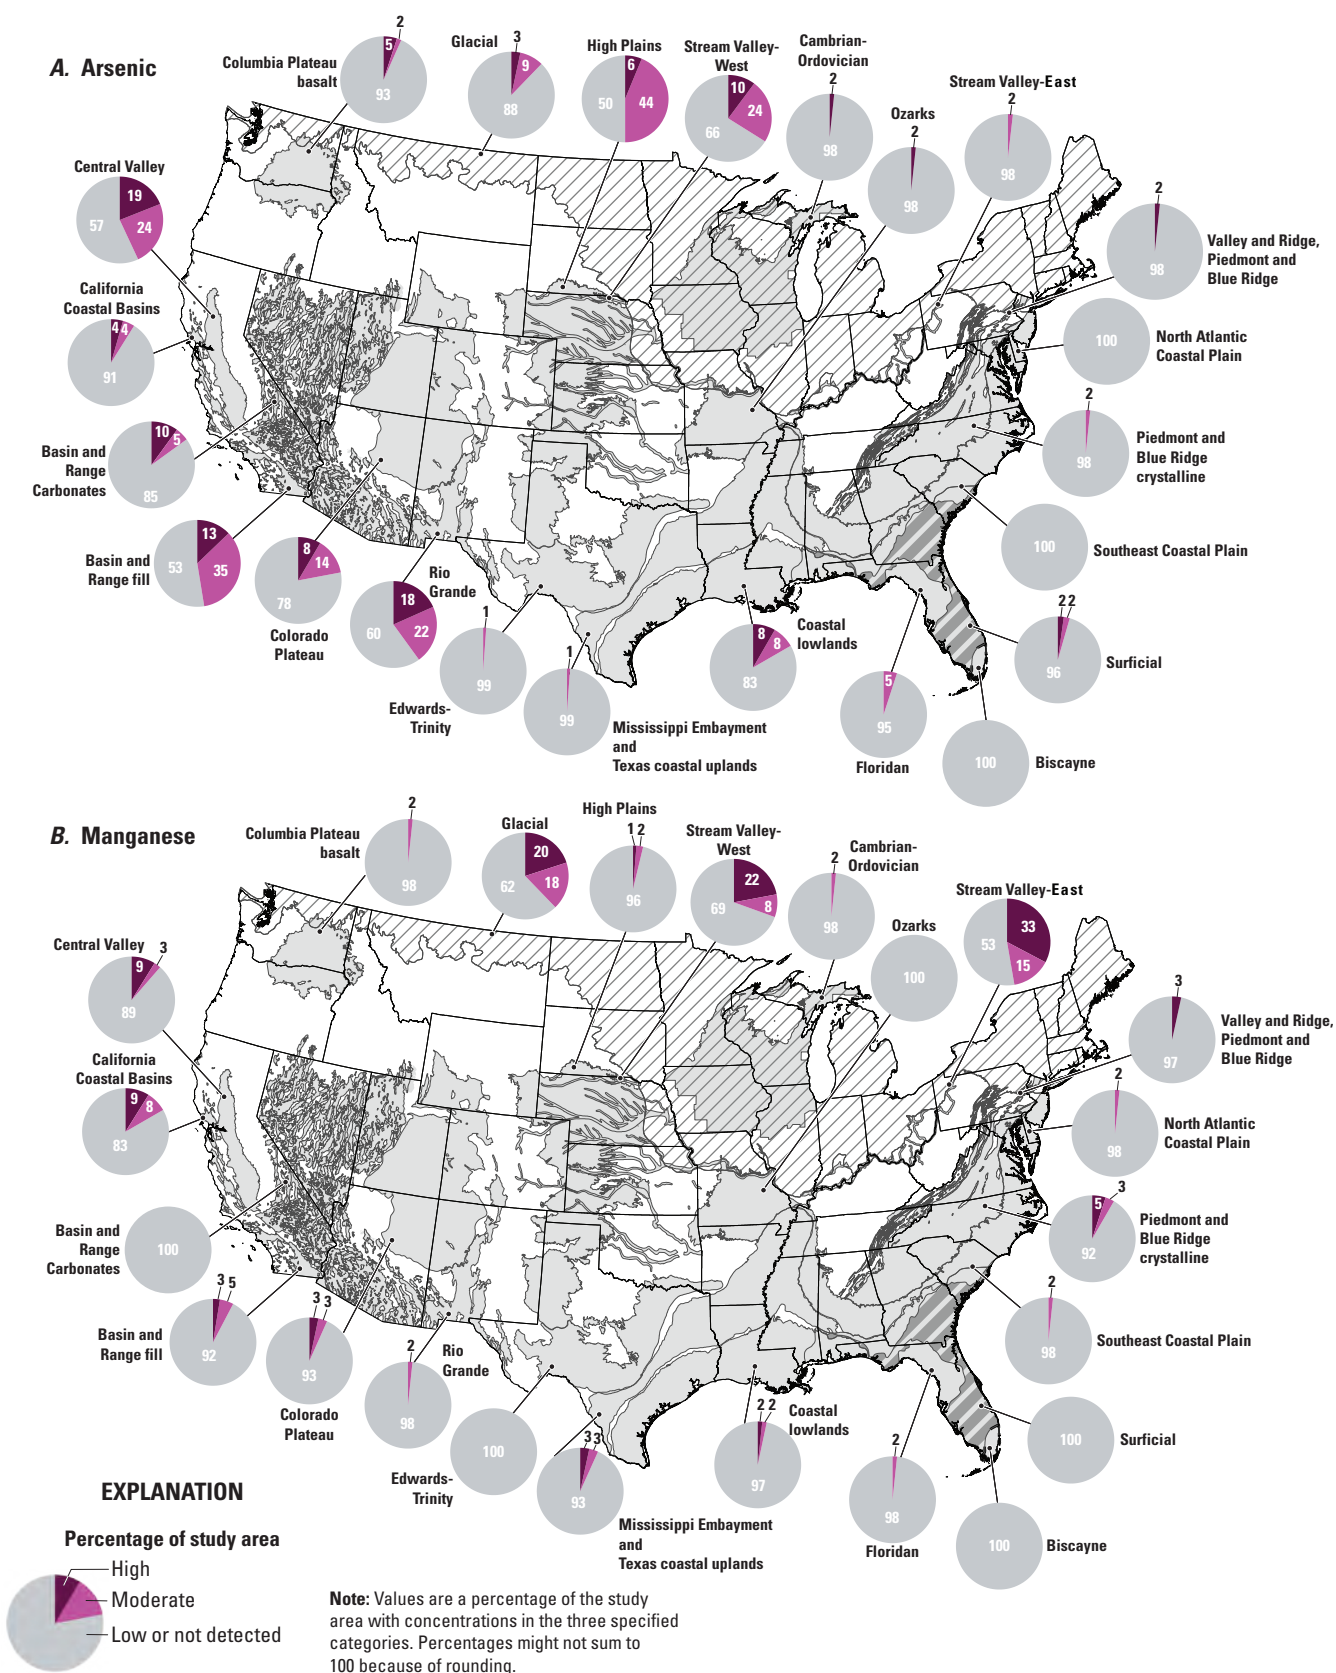 A. Arsenic
Columbia Plateau
basalt
5
2
93
Glacial
3
9
88
High Plains
6
44
50
Stream Valley-
West
10
24
66
Cambrian-
Ordovician
2
98
Ozarks
2
98
Stream Valley-East
2
98
Central Valley
19
24
57
2
98
Valley and Ridge,
Piedmont and
Blue Ridge
California
Coastal Basins
4
4
91
100
North Atlantic
Coastal Plain
Basin and
Range
Carbonates
10
5
85
2
98
Piedmont and
Blue Ridge
crystalline
Basin and
Range fill
13
35
53
8
14
78
Colorado
Plateau
Rio
Grande
18
22
60
1
99
Edwards-
Trinity
1
99
Mississippi Embayment
and
Texas coastal uplands
Coastal
lowlands
8
8
83
100
Southeast Coastal Plain
2 2
96
Surficial
5
95
Floridan
100
Biscayne
B. Manganese
Columbia Plateau
basalt
2
98
Glacial
20
18
62
High Plains
1 2
96
Stream Valley-
West
22
8
69
Cambrian-
Ordovician
2
98
Ozarks
100
Stream Valley-East
33
15
53
Central Valley
9
3
89
3
97
Valley and Ridge,
Piedmont and
Blue Ridge
California
Coastal Basins
9
8
83
2
98
North Atlantic
Coastal Plain
Basin and
Range
Carbonates
100
3
5
92
Piedmont and
Blue Ridge
crystalline
Basin and
Range fill
3 5
92
3 3
93
Colorado
Plateau
Rio
Grande
2
98
100
Edwards-
Trinity
3 3
93
Mississippi Embayment
and
Texas coastal uplands
Coastal
lowlands
2 2
97
2
98
Southeast Coastal Plain
100
Surficial
2
98
Floridan
100
Biscayne
EXPLANATION
Percentage of study area
High
Moderate
Low or not detected
Note: Values are a percentage of the study
area with concentrations in the three specified
categories. Percentages might not sum to
100 because of rounding.